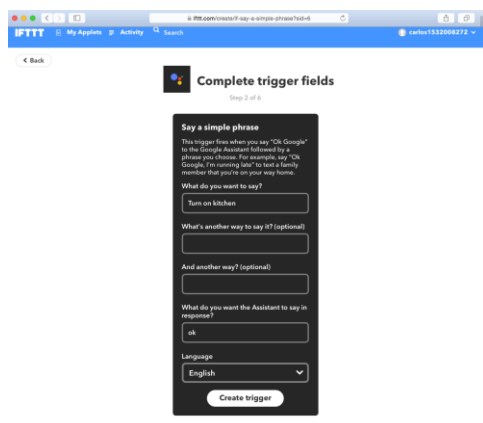 ifttt.com/create/if-say-a-simple-phrase?sid=6
IFTTT My Applets Activity Search carlos1532008272
< Back
Complete trigger fields
Step 2 of 6
Say a simple phrase
This trigger fires when you say "Ok Google"
to the Google Assistant followed by a
phrase you choose. For example, say "Ok
Google, I'm running late" to text a family
member that you're on your way home.
What do you want to say?
Turn on kitchen
What's another way to say it? (optional)
And another way? (optional)
What do you want the Assistant to say in
response?
ok
Language
English
Create trigger